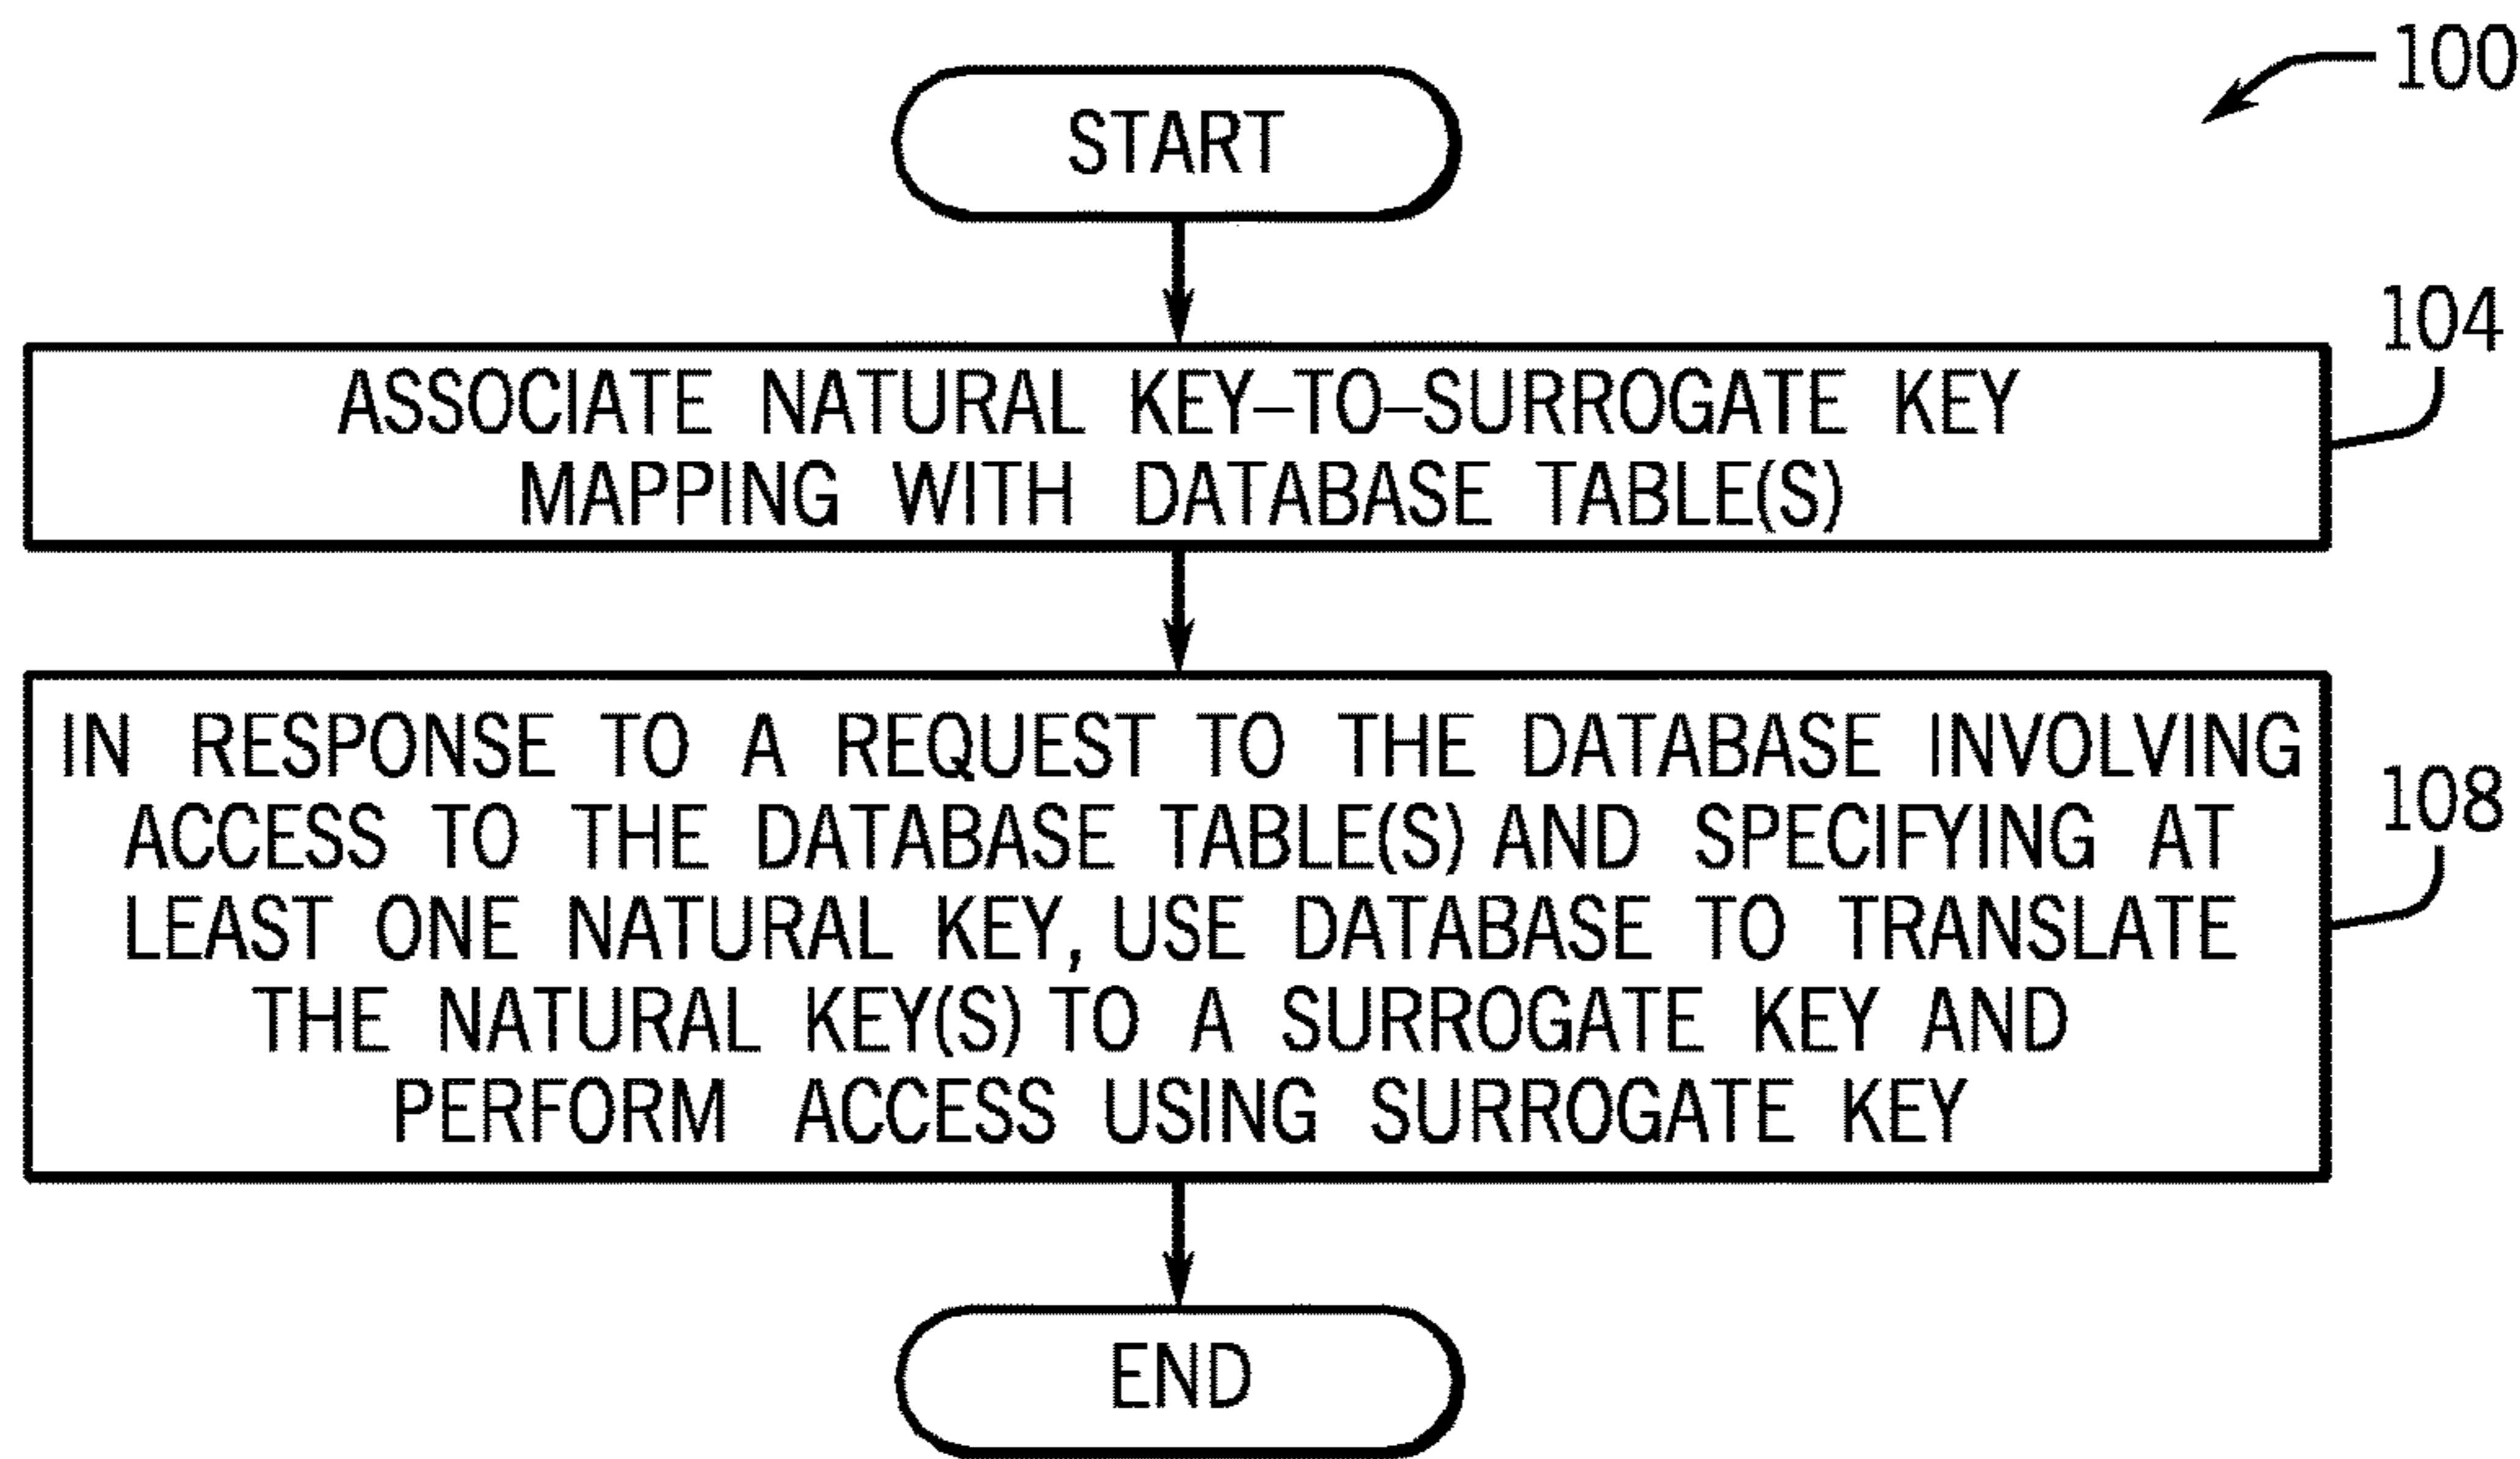 100
START
104
ASSOCIATE NATURAL KEY–TO–SURROGATE KEY
MAPPING WITH DATABASE TABLE(S)
IN RESPONSE TO A REQUEST TO THE DATABASE INVOLVING
ACCESS TO THE DATABASE TABLE(S) AND SPECIFYING AT
LEAST ONE NATURAL KEY, USE DATABASE TO TRANSLATE
THE NATURAL KEY(S) TO A SURROGATE KEY AND
PERFORM ACCESS USING SURROGATE KEY
108
END